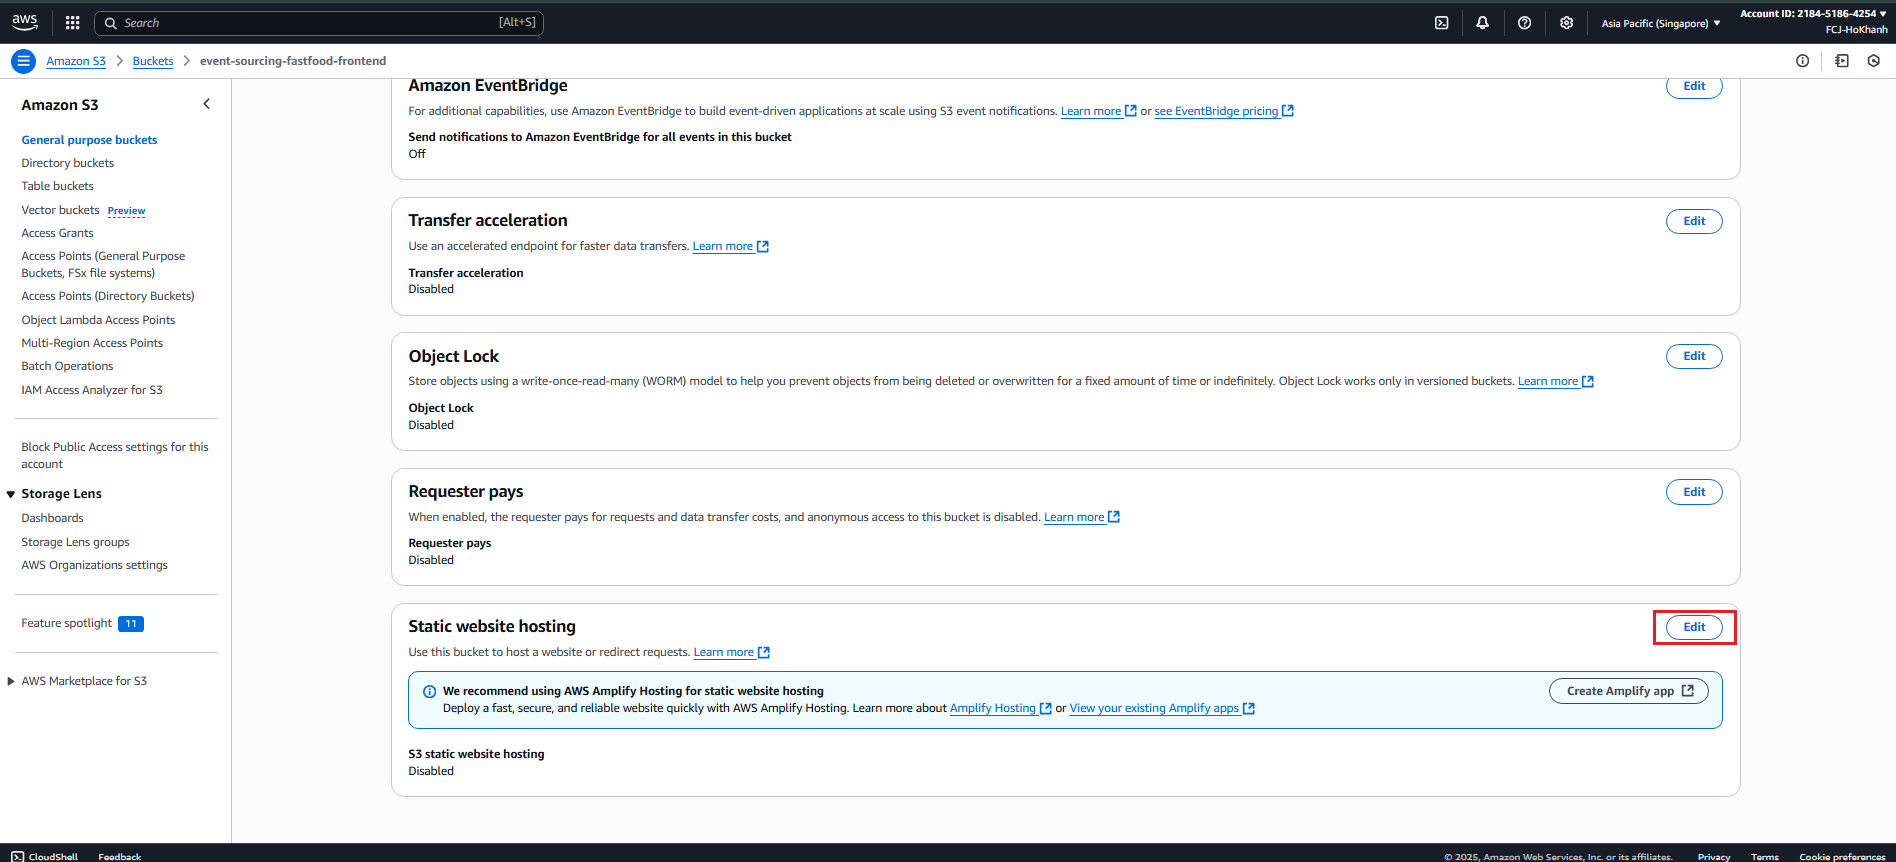 aws
Search
[Alt+S]
Asia Pacific (Singapore)
Account ID: 2184-5186-4254
FCJ-HoKhanh
Amazon S3
Buckets
event-sourcing-fastfood-frontend
Amazon S3
General purpose buckets
Directory buckets
Table buckets
Vector buckets Preview
Access Grants
Access Points (General Purpose
Buckets, FSx file systems)
Access Points (Directory Buckets)
Object Lambda Access Points
Multi-Region Access Points
Batch Operations
IAM Access Analyzer for S3
Block Public Access settings for this
account
Storage Lens
Dashboards
Storage Lens groups
AWS Organizations settings
Feature spotlight 11
AWS Marketplace for S3
Amazon EventBridge
Edit
For additional capabilities, use Amazon EventBridge to build event-driven applications at scale using S3 event notifications. Learn more or see EventBridge pricing
Send notifications to Amazon EventBridge for all events in this bucket
Off
Transfer acceleration
Edit
Use an accelerated endpoint for faster data transfers. Learn more
Transfer acceleration
Disabled
Object Lock
Edit
Store objects using a write-once-read-many (WORM) model to help you prevent objects from being deleted or overwritten for a fixed amount of time or indefinitely. Object Lock works only in versioned buckets. Learn more
Object Lock
Disabled
Requester pays
Edit
When enabled, the requester pays for requests and data transfer costs, and anonymous access to this bucket is disabled. Learn more
Requester pays
Disabled
Static website hosting
Edit
Use this bucket to host a website or redirect requests. Learn more
We recommend using AWS Amplify Hosting for static website hosting
Deploy a fast, secure, and reliable website quickly with AWS Amplify Hosting. Learn more about Amplify Hosting or View your existing Amplify apps
Create Amplify app
S3 static website hosting
Disabled
CloudShell
Feedback
© 2025, Amazon Web Services, Inc. or its affiliates.
Privacy
Terms
Cookie preferences